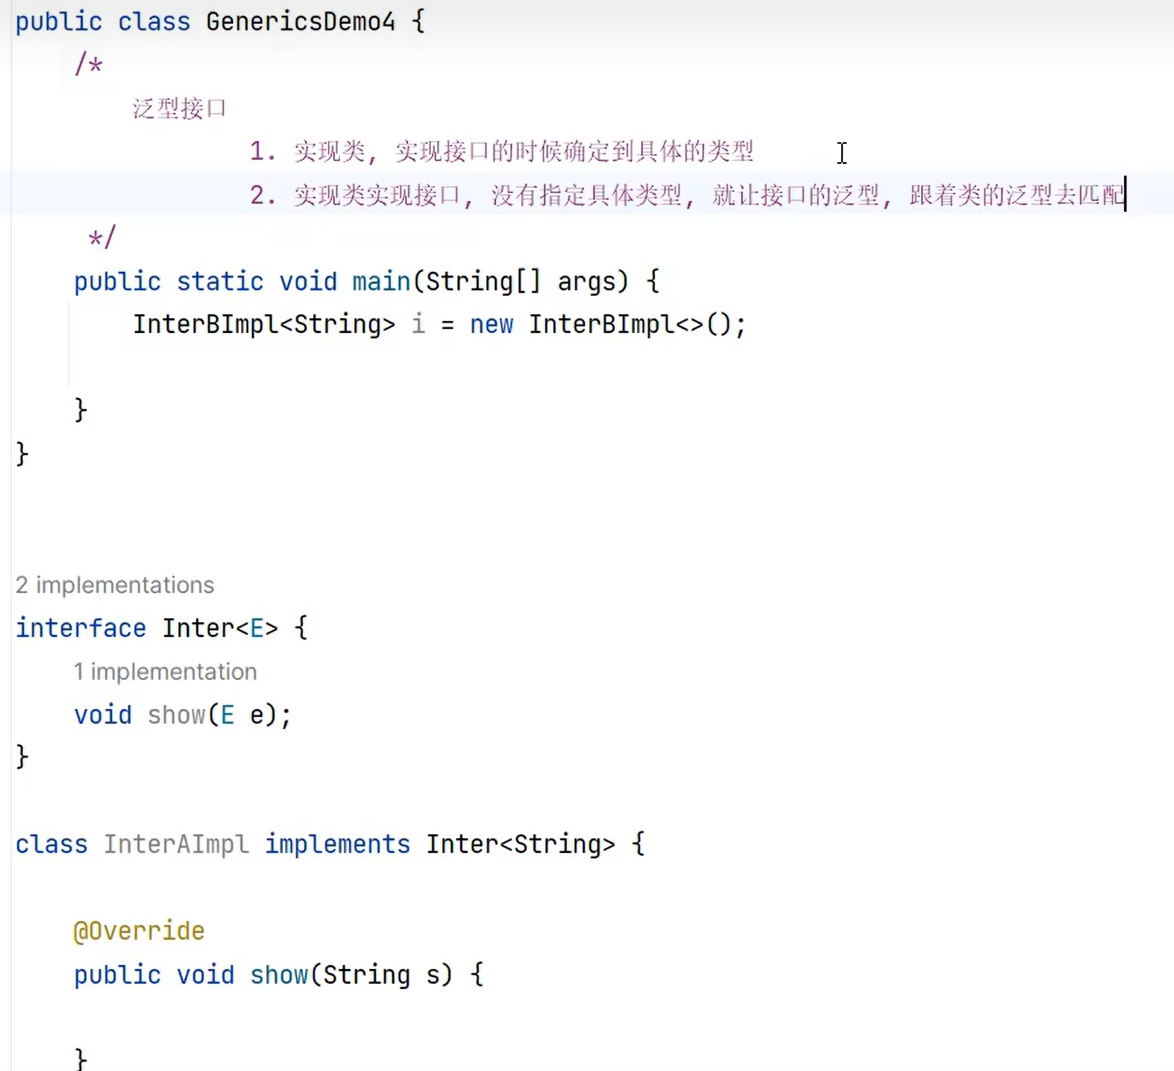 public class GenericsDemo4 {
/*
泛型接口
1. 实现类, 实现接口的时候确定到具体的类型
2. 实现类实现接口, 没有指定具体类型, 就让接口的泛型, 跟着类的泛型去匹配
*/
public static void main(String[] args) {
InterBImpl<String> i = new InterBImpl<>();
}
}
2 implementations
interface Inter<E> {
1 implementation
void show(E e);
}
class InterAImpl implements Inter<String> {
@Override
public void show(String s) {
}